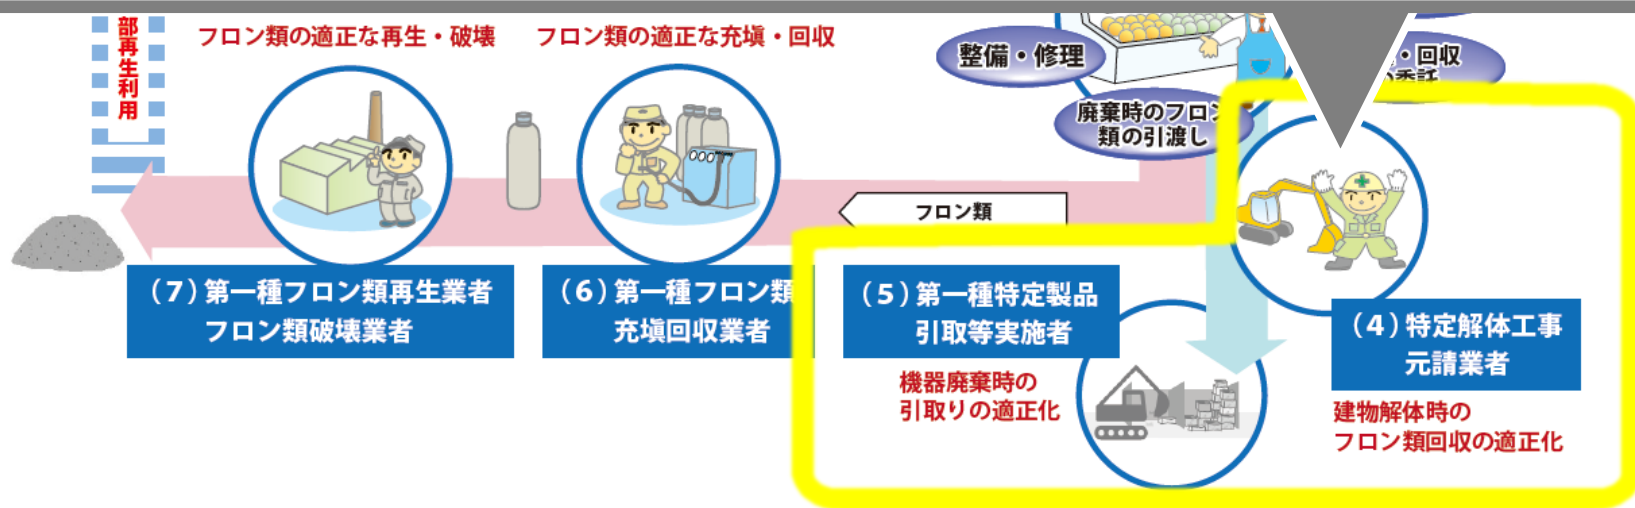 部再生利用
フロン類の適正な再生・破壊
フロン類の適正な充塡・回収
整備・修理
・回収
の委託
廃棄時のフロン
類の引渡し
フロン類
（7）第一種フロン類再生業者
フロン類破壊業者
（6）第一種フロン類
充塡回収業者
（5）第一種特定製品
引取等実施者
機器廃棄時の
引取りの適正化
（4）特定解体工事
元請業者
建物解体時の
フロン類回収の適正化